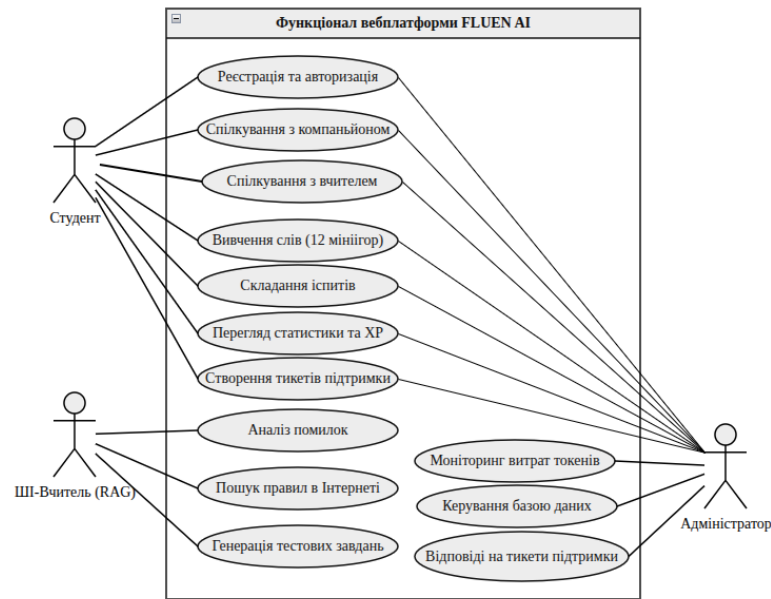 Функціонал вебплатформи FLUEN AI
Реєстрація та авторизація
Спілкування з компаньйоном
Спілкування з вчителем
Студент
Вивчення слів (12 мініігор)
Складання іспитів
Перегляд статистики та XP
Створення тикетів підтримки
Аналіз помилок
Моніторинг витрат токенів
ШІ-Вчитель (RAG)
Пошук правил в Інтернеті
Керування базою даних
Адміністратор
Генерація тестових завдань
Відповіді на тикети підтримки